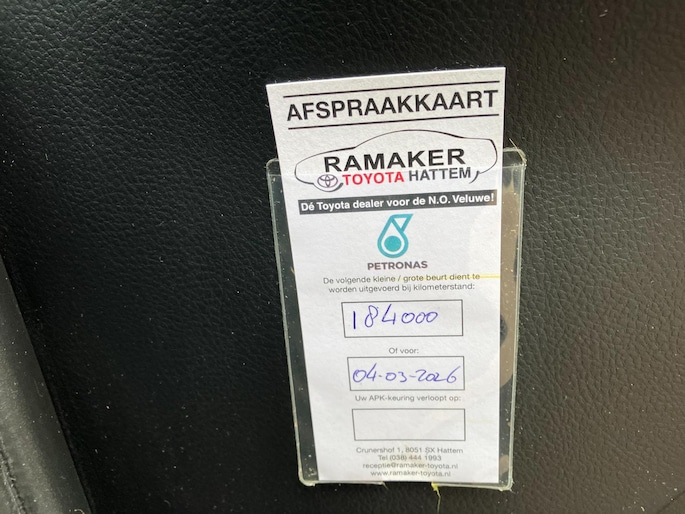 AFSPRAAKKAART
RAMAKER
TOYOTA HATTEM
Dé Toyota dealer voor de N.O. Veluwe!
PETRONAS
De volgende kleine / grote beurt dient te
worden uitgevoerd bij kilometerstand:
184000
Of voor:
04-03-2026
Uw APK-keuring verloopt op:
Crunershof 1, 8051 SX Hattem
Tel (038) 444 1993
receptie@ramaker-toyota.nl
www.ramaker-toyota.nl